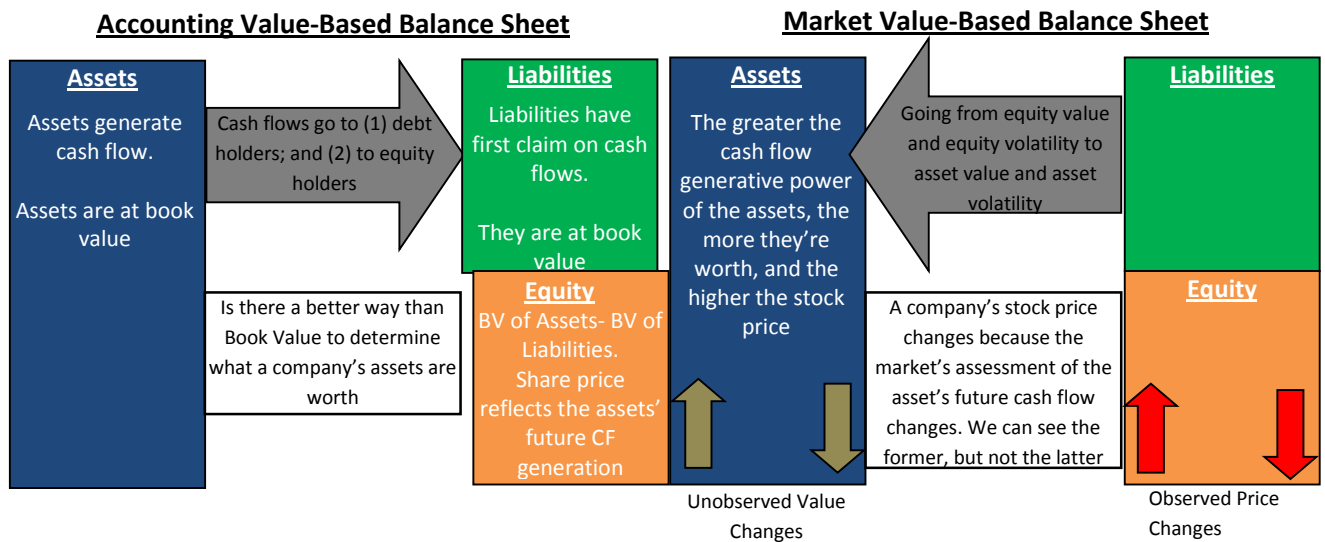 Accounting Value-Based Balance Sheet
Assets
Assets generate
cash flow.
Assets are at book
value
Cash flows go to (1) debt
holders; and (2) to equity
holders
Is there a better way than
Book Value to determine
what a company’s assets are
worth
Liabilities
Liabilities have
first claim on cash
flows.
They are at book
value
Equity
BV of Assets- BV of
Liabilities.
Share price
reflects the assets’
future CF
generation
Market Value-Based Balance Sheet
Assets
The greater the
cash flow
generative power
of the assets, the
more they’re
worth, and the
higher the stock
price
Unobserved Value
Changes
Going from equity value
and equity volatility to
asset value and asset
volatility
A company’s stock price
changes because the
market’s assessment of the
asset’s future cash flow
changes. We can see the
former, but not the latter
Liabilities
Equity
Observed Price
Changes